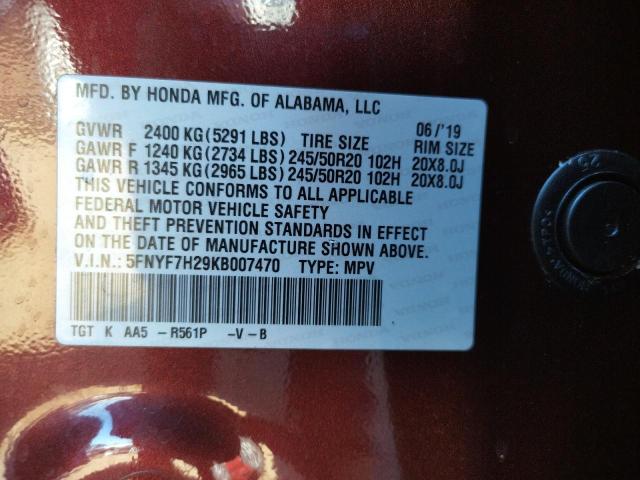 MFD. BY HONDA MFG. OF ALABAMA, LLC
GVWR 2400 KG(5291 LBS) TIRE SIZE 06/'19 RIM SIZE
GAWR F 1240 KG(2734 LBS)245/50R20 102H 20X8.0J
GAWR R 1345 KG(2965 LBS)245/50R20 102H 20X8.0J
THIS VEHICLE CONFORMS TO ALL APPLICABLE
FEDERAL MOTOR VEHICLE SAFETY
AND THEFT PREVENTION STANDARDS IN EFFECT
ON THE DATE OF MANUFACTURE SHOWN ABOVE.
V.I.N.: 5FNYF7H29KB007470 TYPE: MPV
TGT K AA5 -R561P -V-B